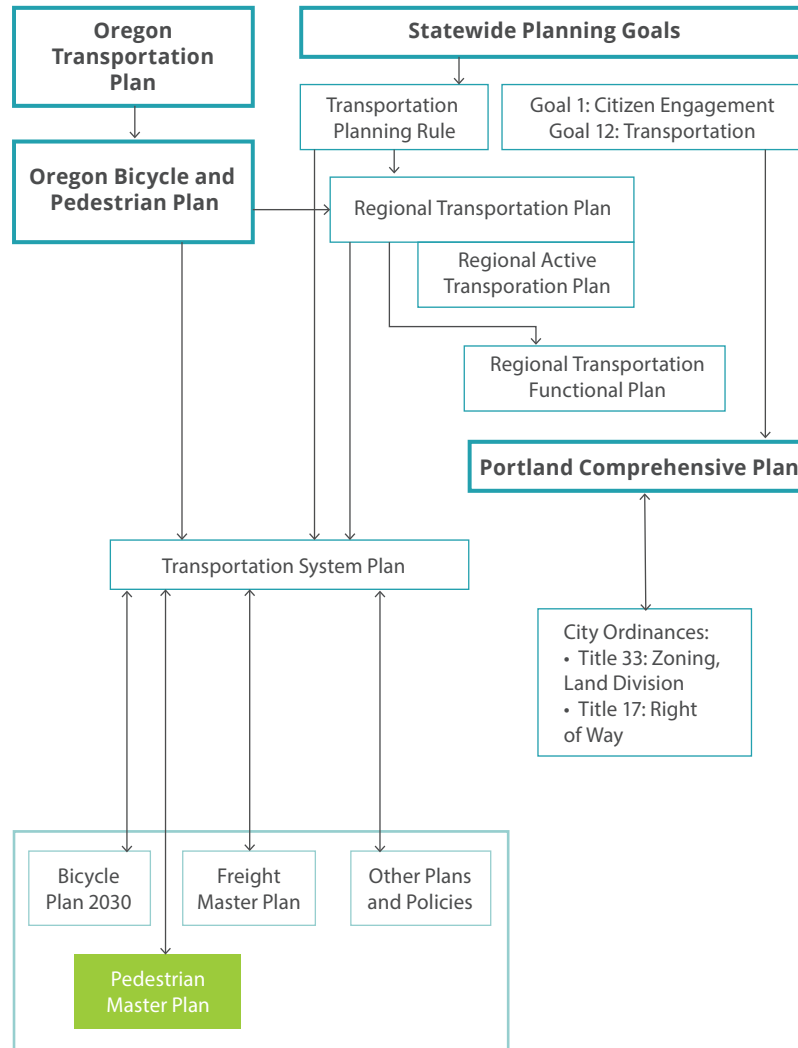 Oregon
Transportation
Plan
Statewide Planning Goals
Transportation
Planning Rule
Goal 1: Citizen Engagement
Goal 12: Transportation
Oregon Bicycle and
Pedestrian Plan
Regional Transportation Plan
Regional Active
Transporation Plan
Regional Transportation
Functional Plan
Portland Comprehensive Plan
Transportation System Plan
City Ordinances:
• Title 33: Zoning,
Land Division
• Title 17: Right
of Way
Bicycle
Plan 2030
Freight
Master Plan
Other Plans
and Policies
Pedestrian
Master Plan